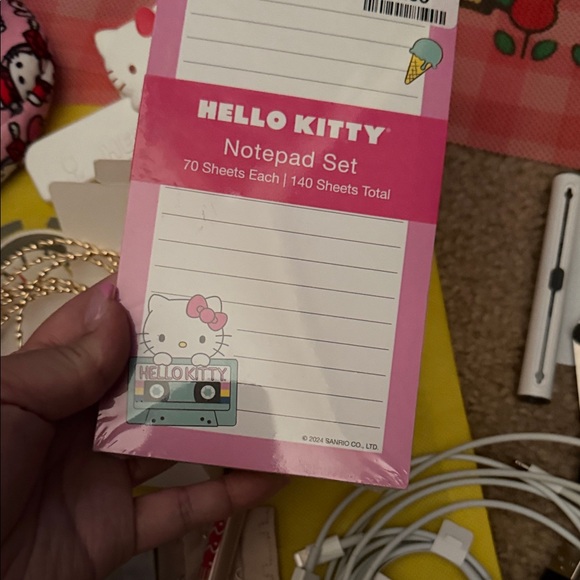 HELLO KITTY®
Notepad Set
70 Sheets Each | 140 Sheets Total
HELLO KITTY
© 2024 SANRIO CO., LTD.